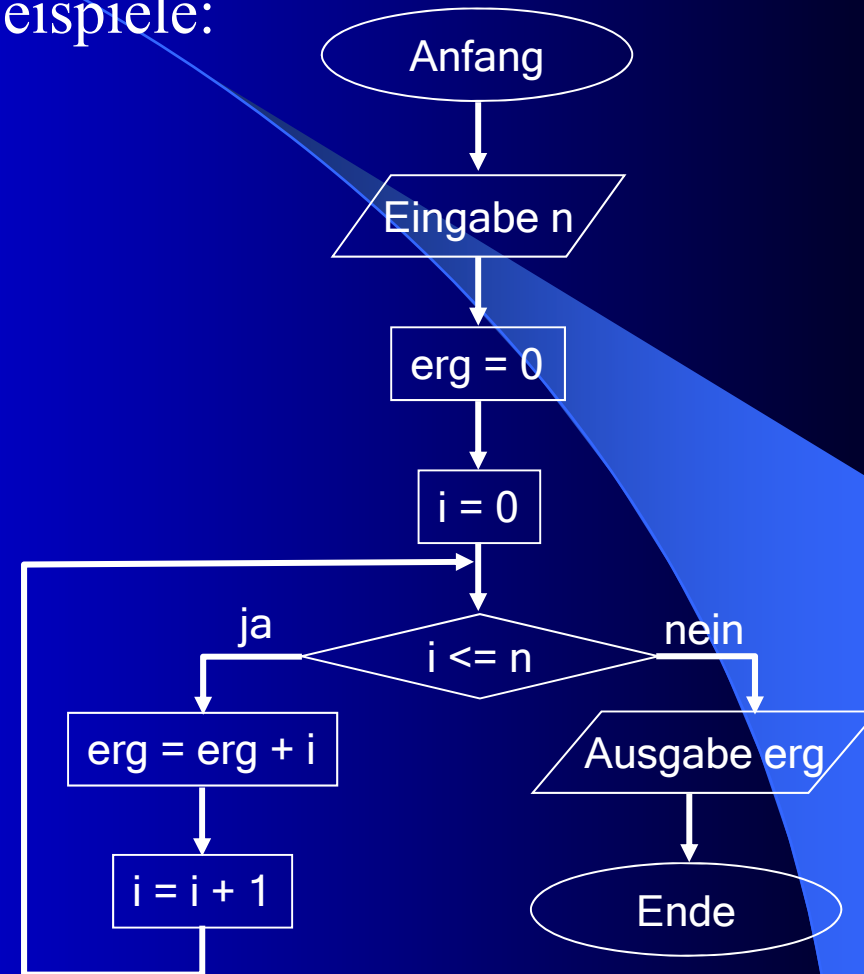 eispiele:
Anfang
Eingabe n
erg = 0
i = 0
ja
nein
i <= n
erg = erg + i
Ausgabe erg
i = i + 1
Ende